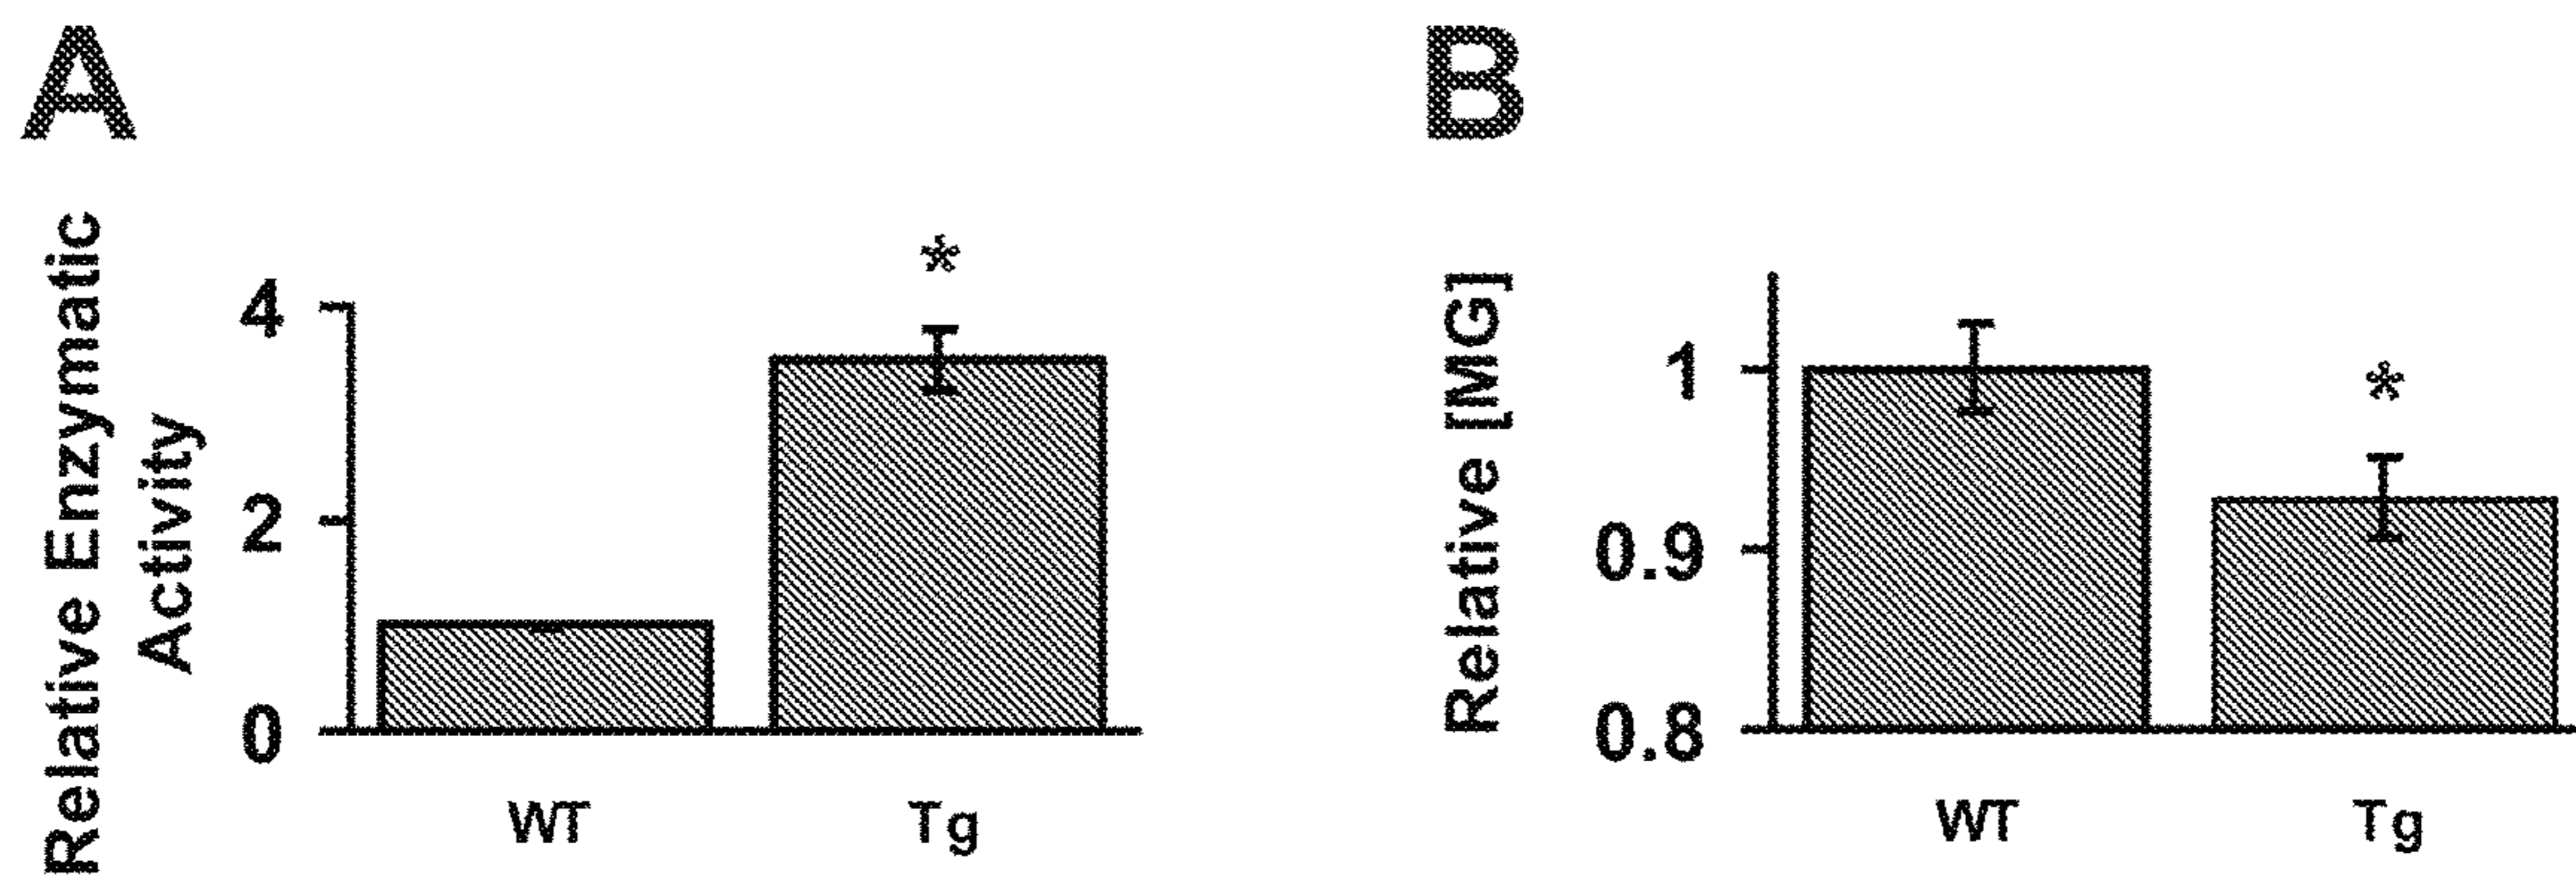 A
Relative Enzymatic
Activity
4
2
0
*
WT
Tg
B
Relative [MG]
1
0.9
0.8
*
WT
Tg